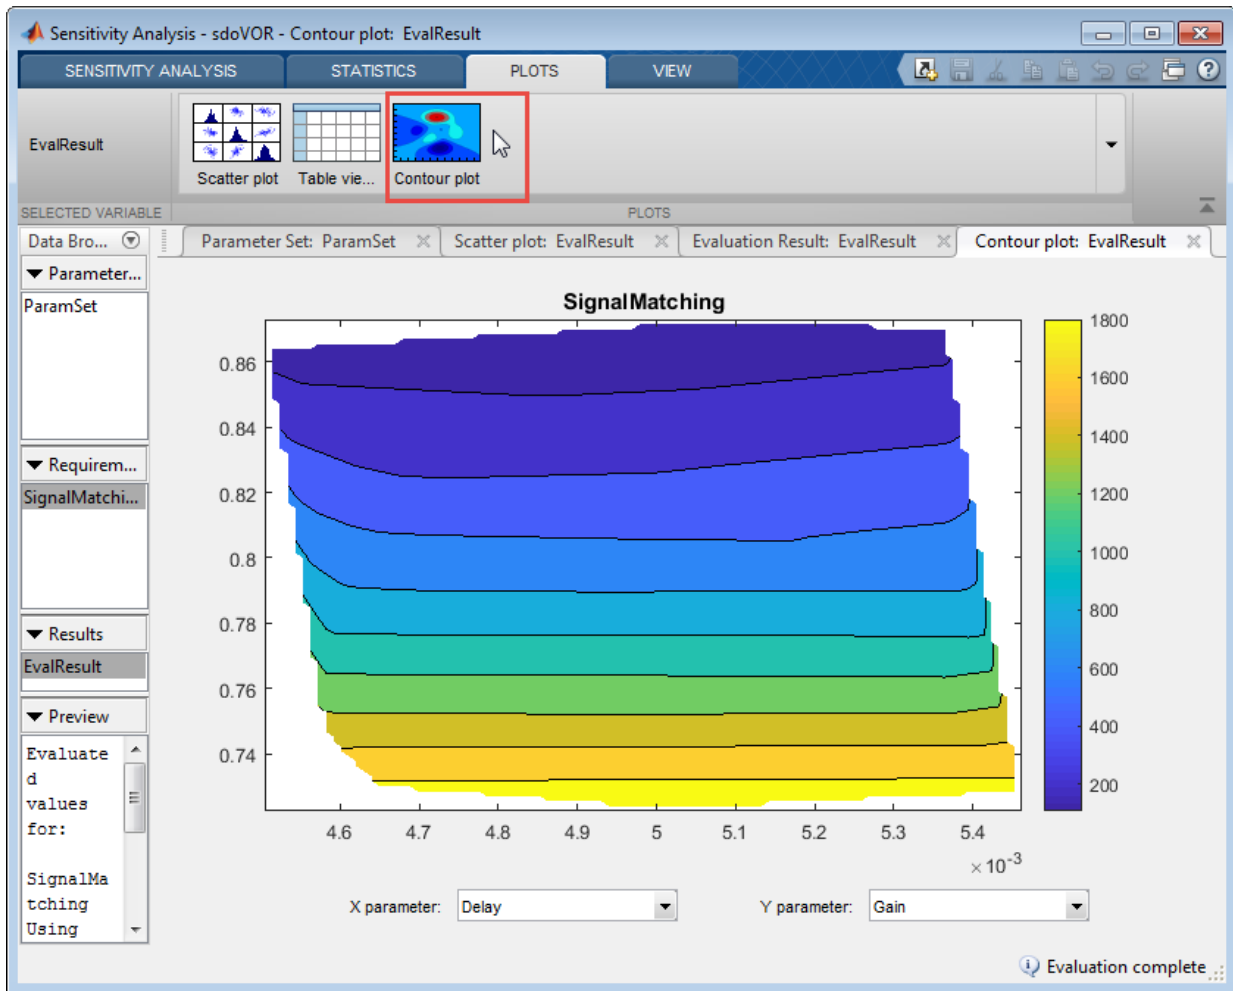 Sensitivity Analysis - sdoVOR - Contour plot: EvalResult
SENSITIVITY ANALYSIS STATISTICS PLOTS VIEW
EvalResult
Scatter plot Table vie... Contour plot
SELECTED VARIABLE PLOTS
Data Bro... Parameter Set: ParamSet Scatter plot: EvalResult Evaluation Result: EvalResult Contour plot: EvalResult
Parameter...
ParamSet
Requirem...
SignalMatchi...
Results
EvalResult
Preview
Evaluate
d
values
for:
SignalMa
tching
Using
SignalMatching
0.86
0.84
0.82
0.8
0.78
0.76
0.74
4.6 4.7 4.8 4.9 5 5.1 5.2 5.3 5.4
× 10-3
1800
1600
1400
1200
1000
800
600
400
200
X parameter: Delay Y parameter: Gain
Evaluation complete